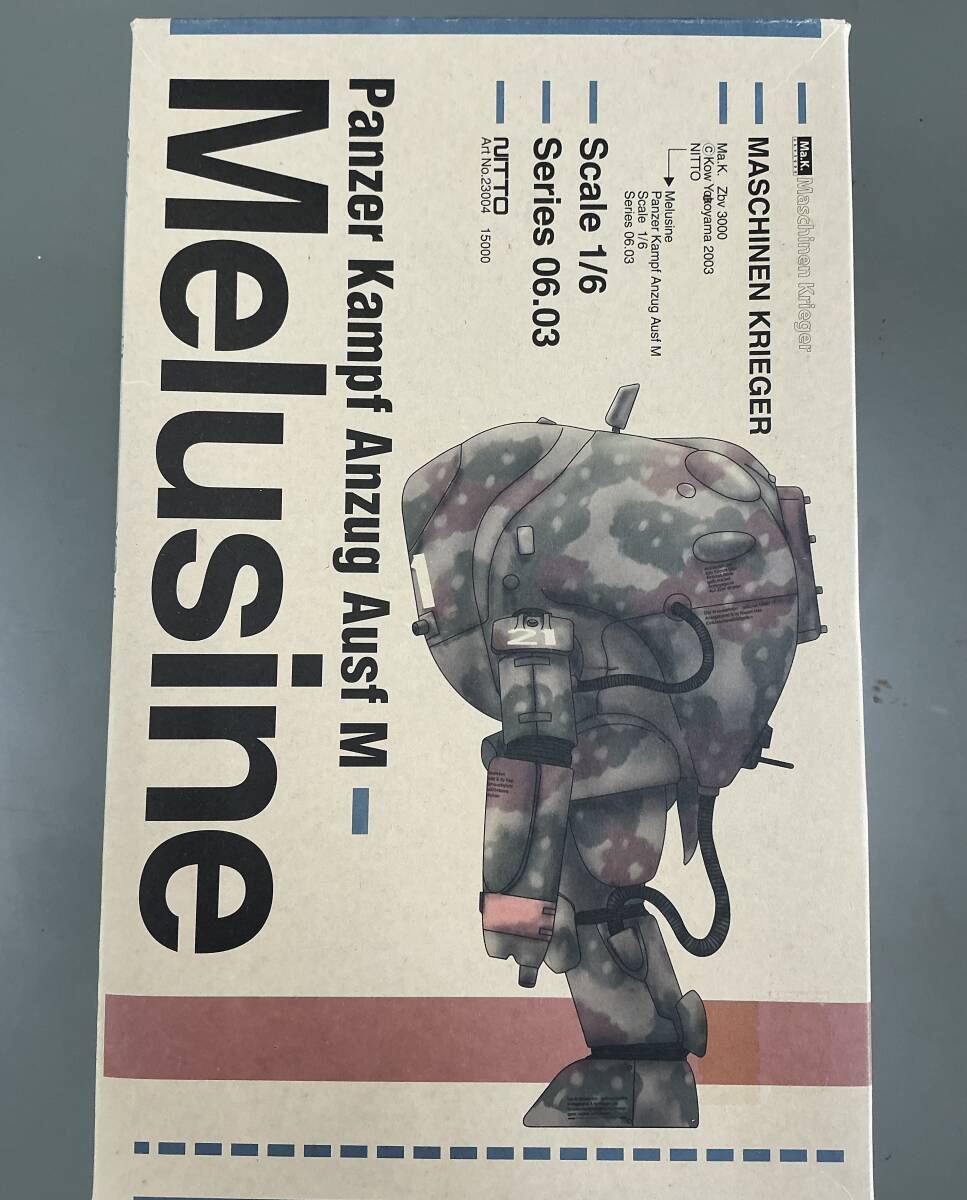 Ma.K. Maschinen Krieger
MASCHINEN KRIEGER
Ma.K. Zbv 3000
©Kow Yokoyama 2003
NITTO
Melusine
Panzer Kampf Anzug Ausf M
Scale 1/6
Series 06.03
Scale 1/6
Series 06.03
NITTO
Art No.23004 15000
Panzer Kampf Anzug Ausf M
Melusine
1
21